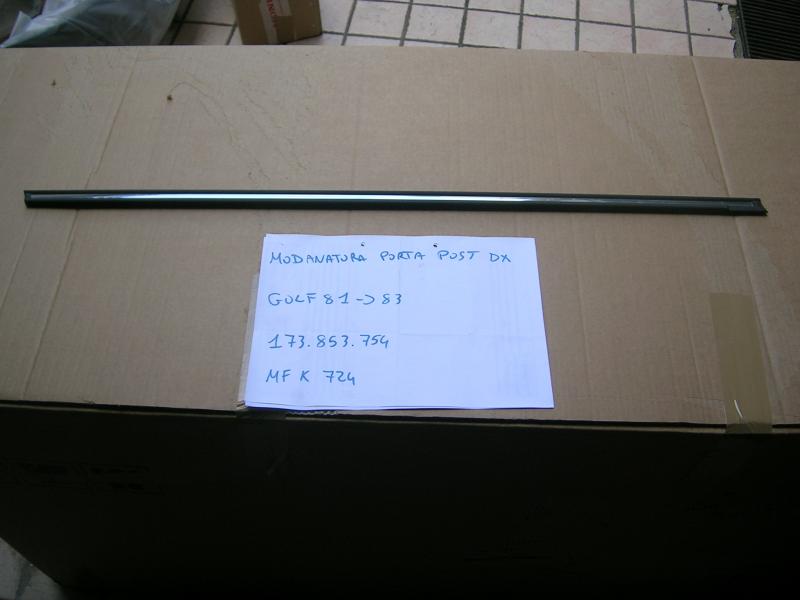 MODANATURA PORTA POST DX
GOLF 81 -> 83
173.853.754
MF K 724